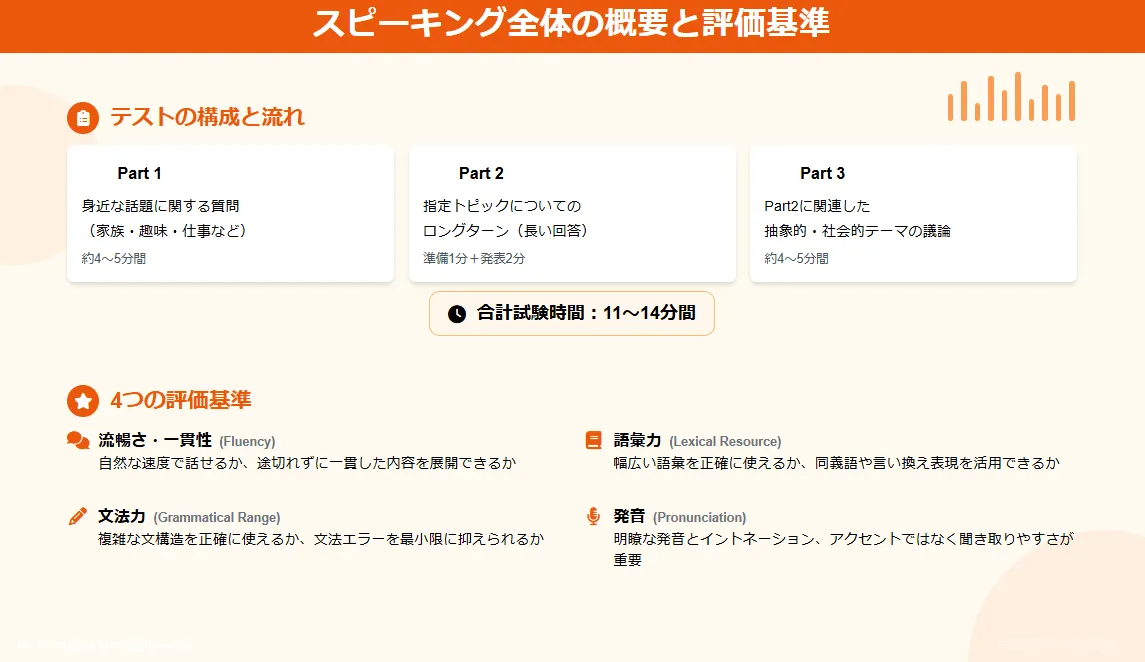 スピーキング全体の概要と評価基準
テストの構成と流れ
Part 1
身近な話題に関する質問
（家族・趣味・仕事など）
約4〜5分間
Part 2
指定トピックについての
ロングターン（長い回答）
準備1分＋発表2分
Part 3
Part2に関連した
抽象的・社会的テーマの議論
約4〜5分間
合計試験時間：11〜14分間
4つの評価基準
流暢さ・一貫性 (Fluency)
自然な速度で話せるか、途切れずに一貫した内容を展開できるか
語彙力 (Lexical Resource)
幅広い語彙を正確に使えるか、同義語や言い換え表現を活用できるか
文法力 (Grammatical Range)
複雑な文構造を正確に使えるか、文法エラーを最小限に抑えられるか
発音 (Pronunciation)
明瞭な発音とイントネーション、アクセントではなく聞き取りやすさが
重要